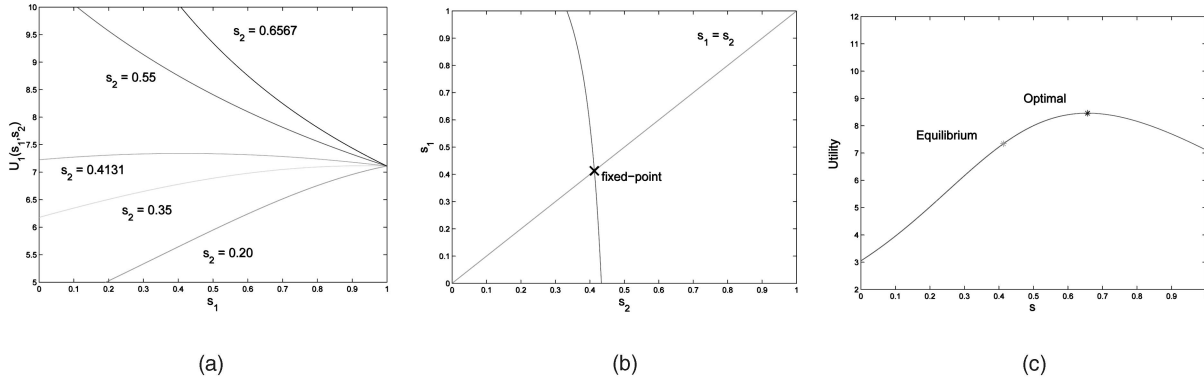 10
9.5
9
8.5
8
7.5
7
6.5
6
5.5
5
U1(s1,s2)
s2 = 0.6567
s2 = 0.55
s2 = 0.4131
s2 = 0.35
s2 = 0.20
0 0.1 0.2 0.3 0.4 0.5 0.6 0.7 0.8 0.9 1
s1
(a)
1
0.9
0.8
0.7
0.6
0.5
0.4
0.3
0.2
0.1
0
s1
s1 = s2
fixed-point
0 0.1 0.2 0.3 0.4 0.5 0.6 0.7 0.8 0.9 1
s2
(b)
12
11
10
9
8
7
6
5
4
3
2
Utility
Optimal
Equilibrium
0 0.1 0.2 0.3 0.4 0.5 0.6 0.7 0.8 0.9
s
(c)